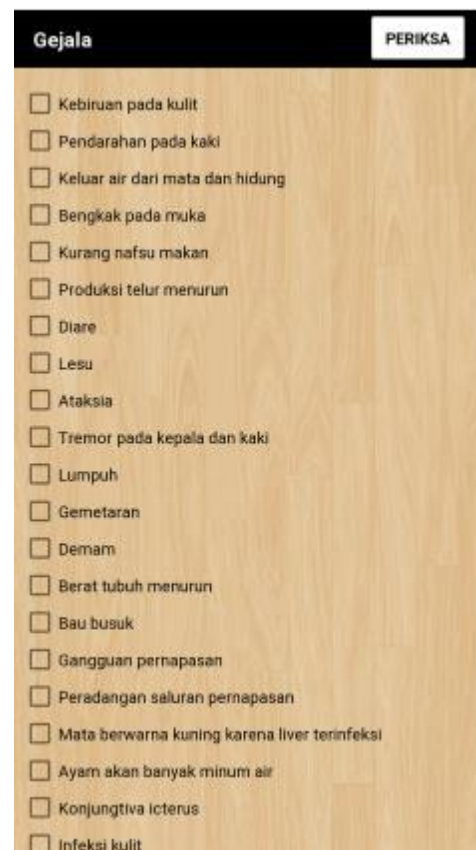 Gejala
PERIKSA
Kebiruan pada kulit
Pendarahan pada kaki
Keluar air dari mata dan hidung
Bengkak pada muka
Kurang nafsu makan
Produksi telur menurun
Diare
Lesu
Ataksia
Tremor pada kepala dan kaki
Lumpuh
Gemetaran
Demam
Berat tubuh menurun
Bau busuk
Gangguan pernapasan
Peradangan saluran pernapasan
Mata berwarna kuning karena liver terinfeksi
Ayam akan banyak minum air
Konjungtiva icterus
Infeksi kulit